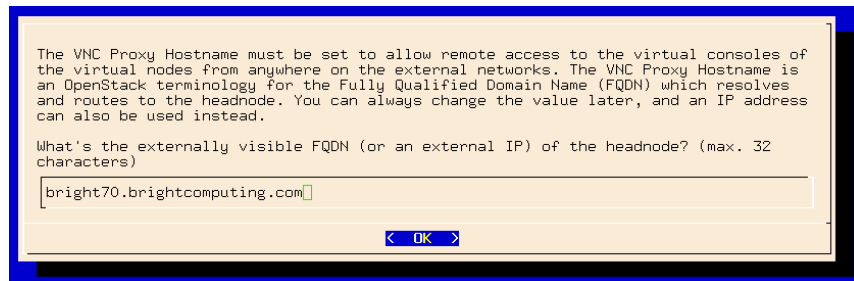 The VNC Proxy Hostname must be set to allow remote access to the virtual consoles of
the virtual nodes from anywhere on the external networks. The VNC Proxy Hostname is
an OpenStack terminology for the Fully Qualified Domain Name (FQDN) which resolves
and routes to the headnode. You can always change the value later, and an IP address
can also be used instead.
What's the externally visible FQDN (or an external IP) of the headnode? (max. 32
characters)
bright70.brightcomputing.com
< OK >